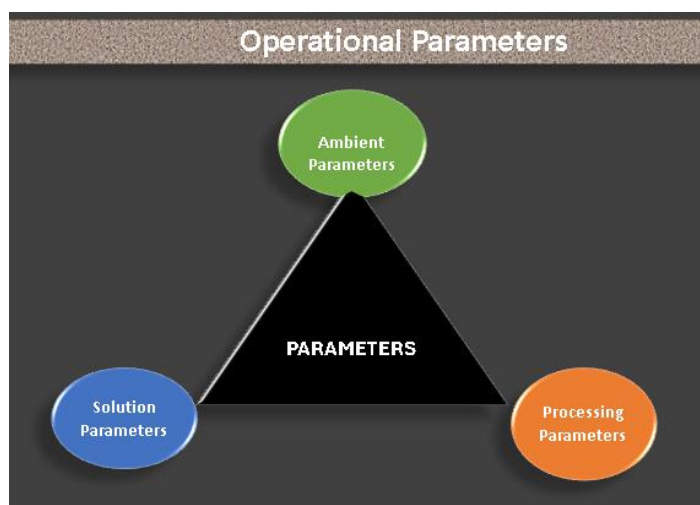 Operational Parameters
Ambient
Parameters
PARAMETERS
Solution
Parameters
Processing
Parameters